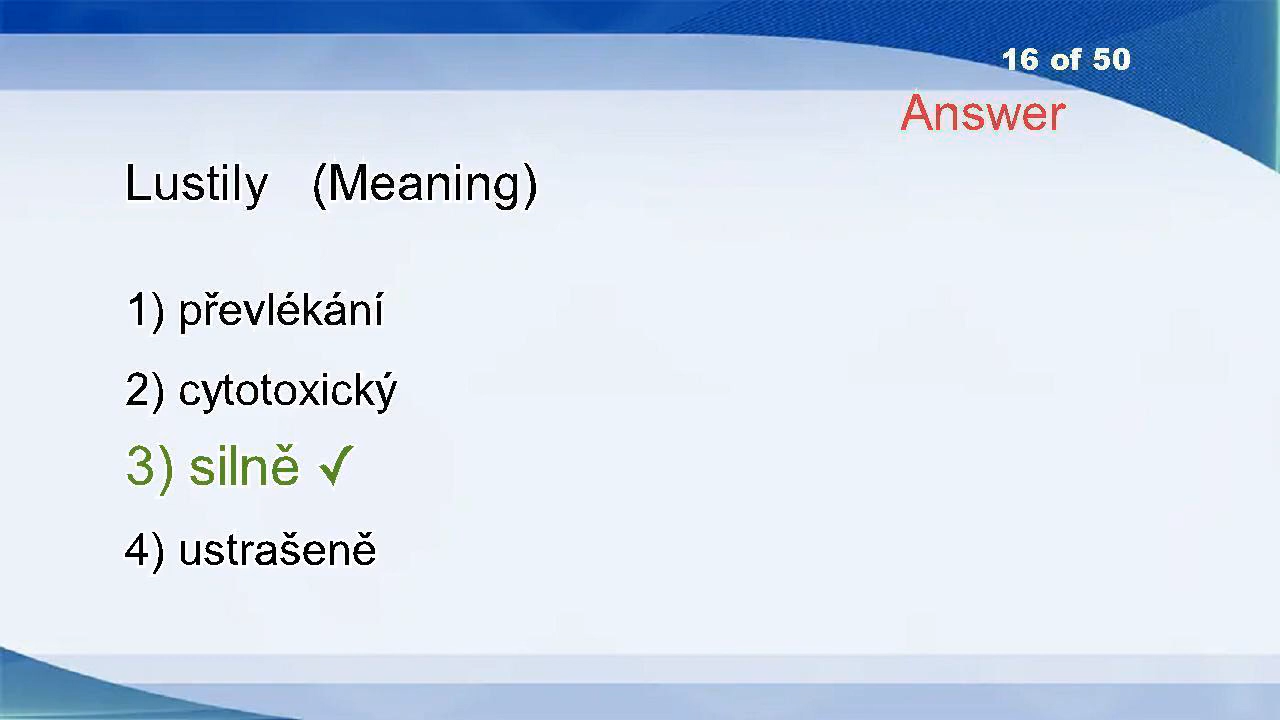 16 of 50
Answer
Lustily (Meaning)
1) převlékání
2) cytotoxický
3) silně ✓
4) ustrašeně